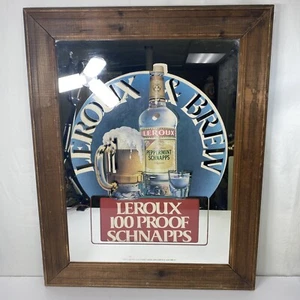 LEROUX & BREW
LEROUX
PEPPERMINT
SCHNAPPS
LEROUX
100 PROOF
SCHNAPPS